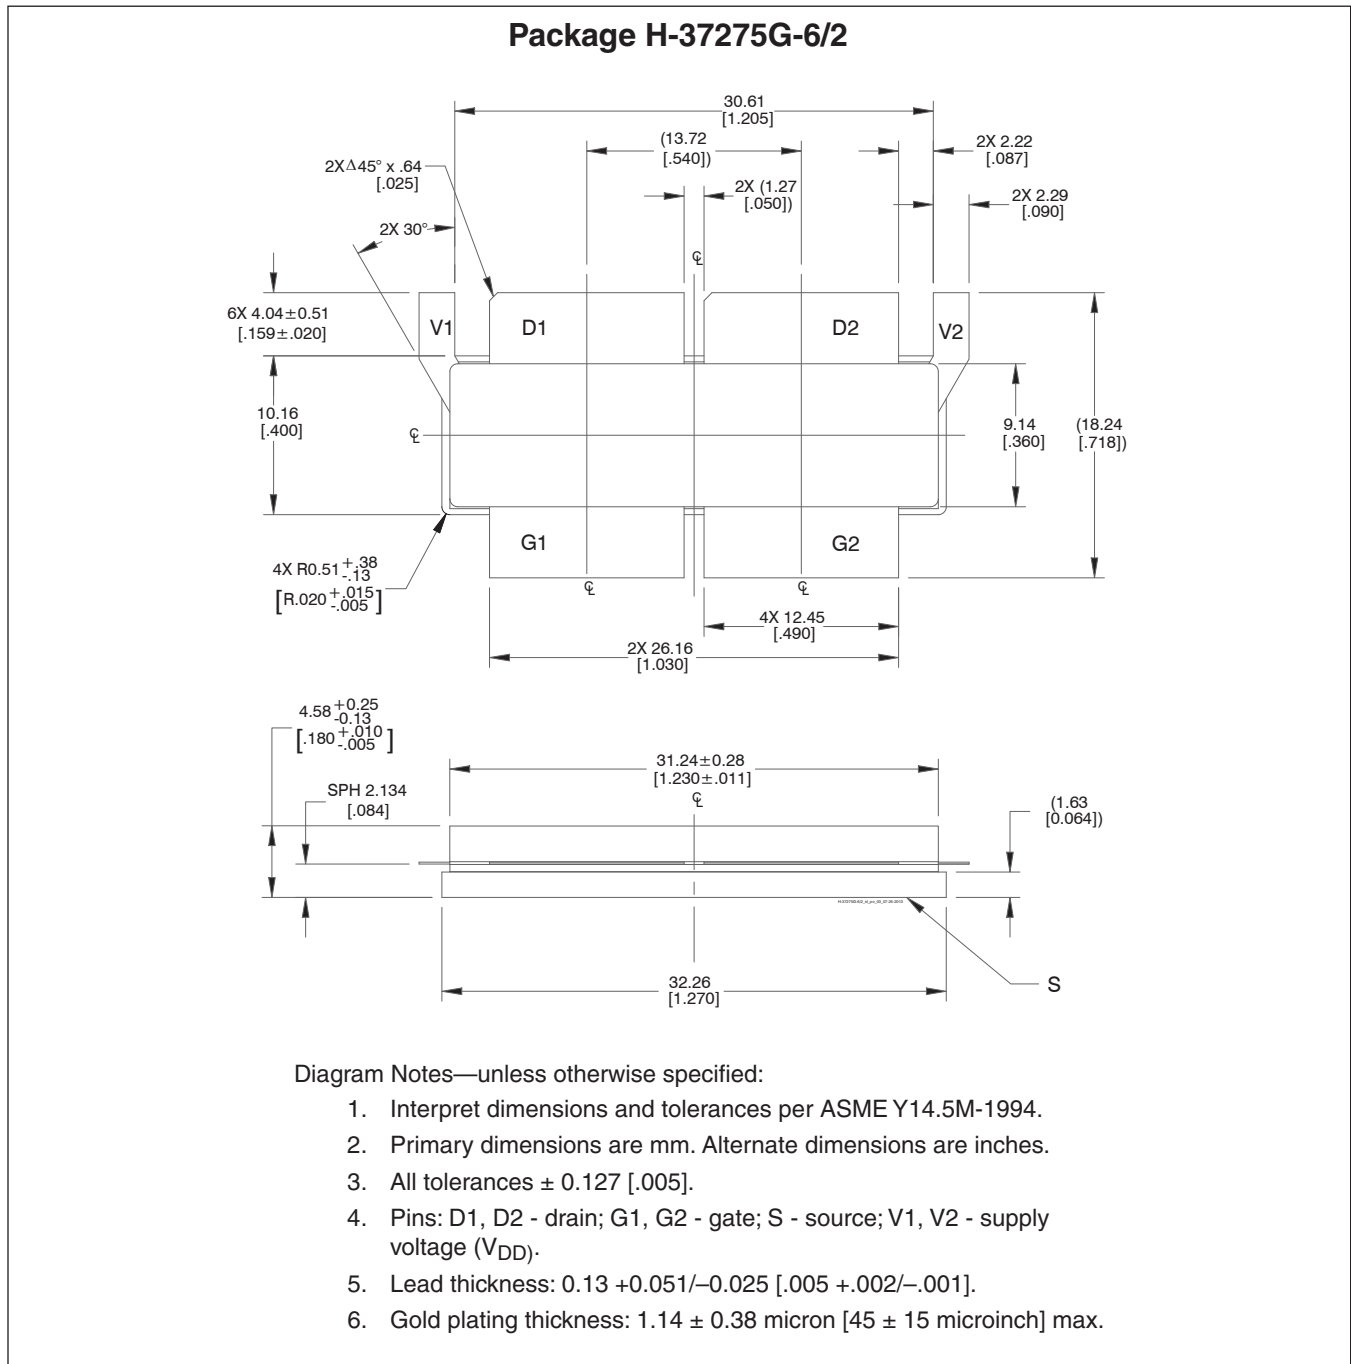 Package H-37275G-6/2
30.61
[1.205]
(13.72
[.540])
2X 2.22
[.087]
2X∆45° x .64
[.025]
2X (1.27
[.050])
2X 2.29
[.090]
2X 30°
℄
6X 4.04±0.51
[.159±.020]
V1
D1
D2
V2
10.16
[.400]
℄
9.14
[.360]
(18.24
[.718])
G1
G2
4X R0.51 +.38
-.13
[R.020 +.015
-.005 ]
℄
℄
4X 12.45
[.490]
2X 26.16
[1.030]
4.58 +0.25
-0.13
[.180 +.010
-.005 ]
31.24±0.28
[1.230±.011]
℄
SPH 2.134
[.084]
(1.63
[0.064])
32.26
[1.270]
S
Diagram Notes—unless otherwise specified:
1. Interpret dimensions and tolerances per ASME Y14.5M-1994.
2. Primary dimensions are mm. Alternate dimensions are inches.
3. All tolerances ± 0.127 [.005].
4. Pins: D1, D2 - drain; G1, G2 - gate; S - source; V1, V2 - supply
voltage (VDD).
5. Lead thickness: 0.13 +0.051/–0.025 [.005 +.002/–.001].
6. Gold plating thickness: 1.14 ± 0.38 micron [45 ± 15 microinch] max.